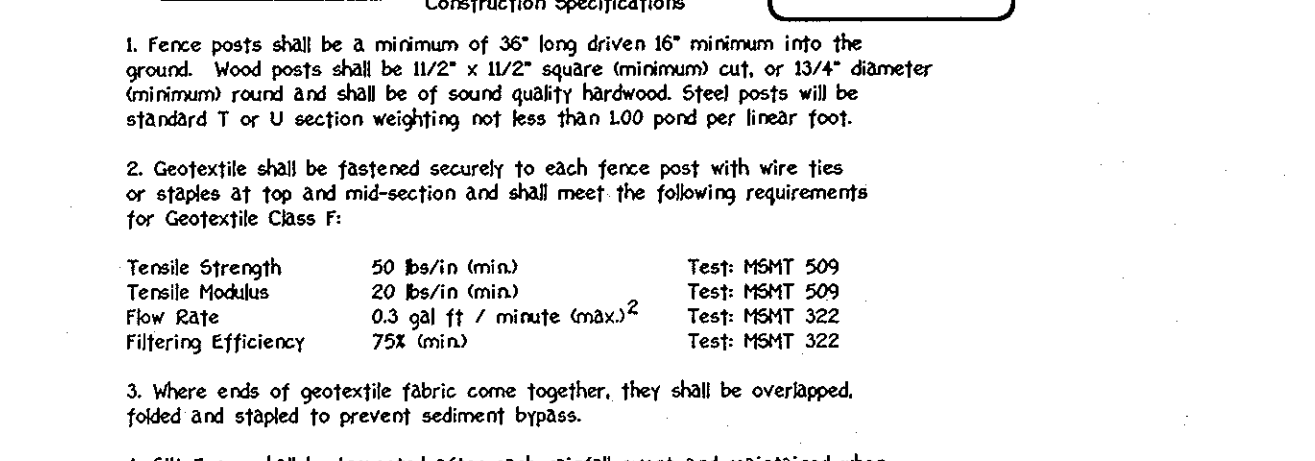 Construction Specifications
1. Fence posts shall be a minimum of 36" long driven 16" minimum into the
ground. Wood posts shall be 11/2" x 11/2" square (minimum) cut, or 13/4" diameter
(minimum) round and shall be of sound quality hardwood. Steel posts will be
standard T or U section weighting not less than 1.00 pond per linear foot.
2. Geotextile shall be fastened securely to each fence post with wire ties
or staples at top and mid-section and shall meet the following requirements
for Geotextile Class F:
Tensile Strength 50 lbs/in (min.) Test: MSMT 509
Tensile Modulus 20 lbs/in (min.) Test: MSMT 509
Flow Rate 0.3 gal ft / minute (max.)2 Test: MSMT 322
Filtering Efficiency 75% (min.) Test: MSMT 322
3. Where ends of geotextile fabric come together, they shall be overlapped,
folded and stapled to prevent sediment bypass.